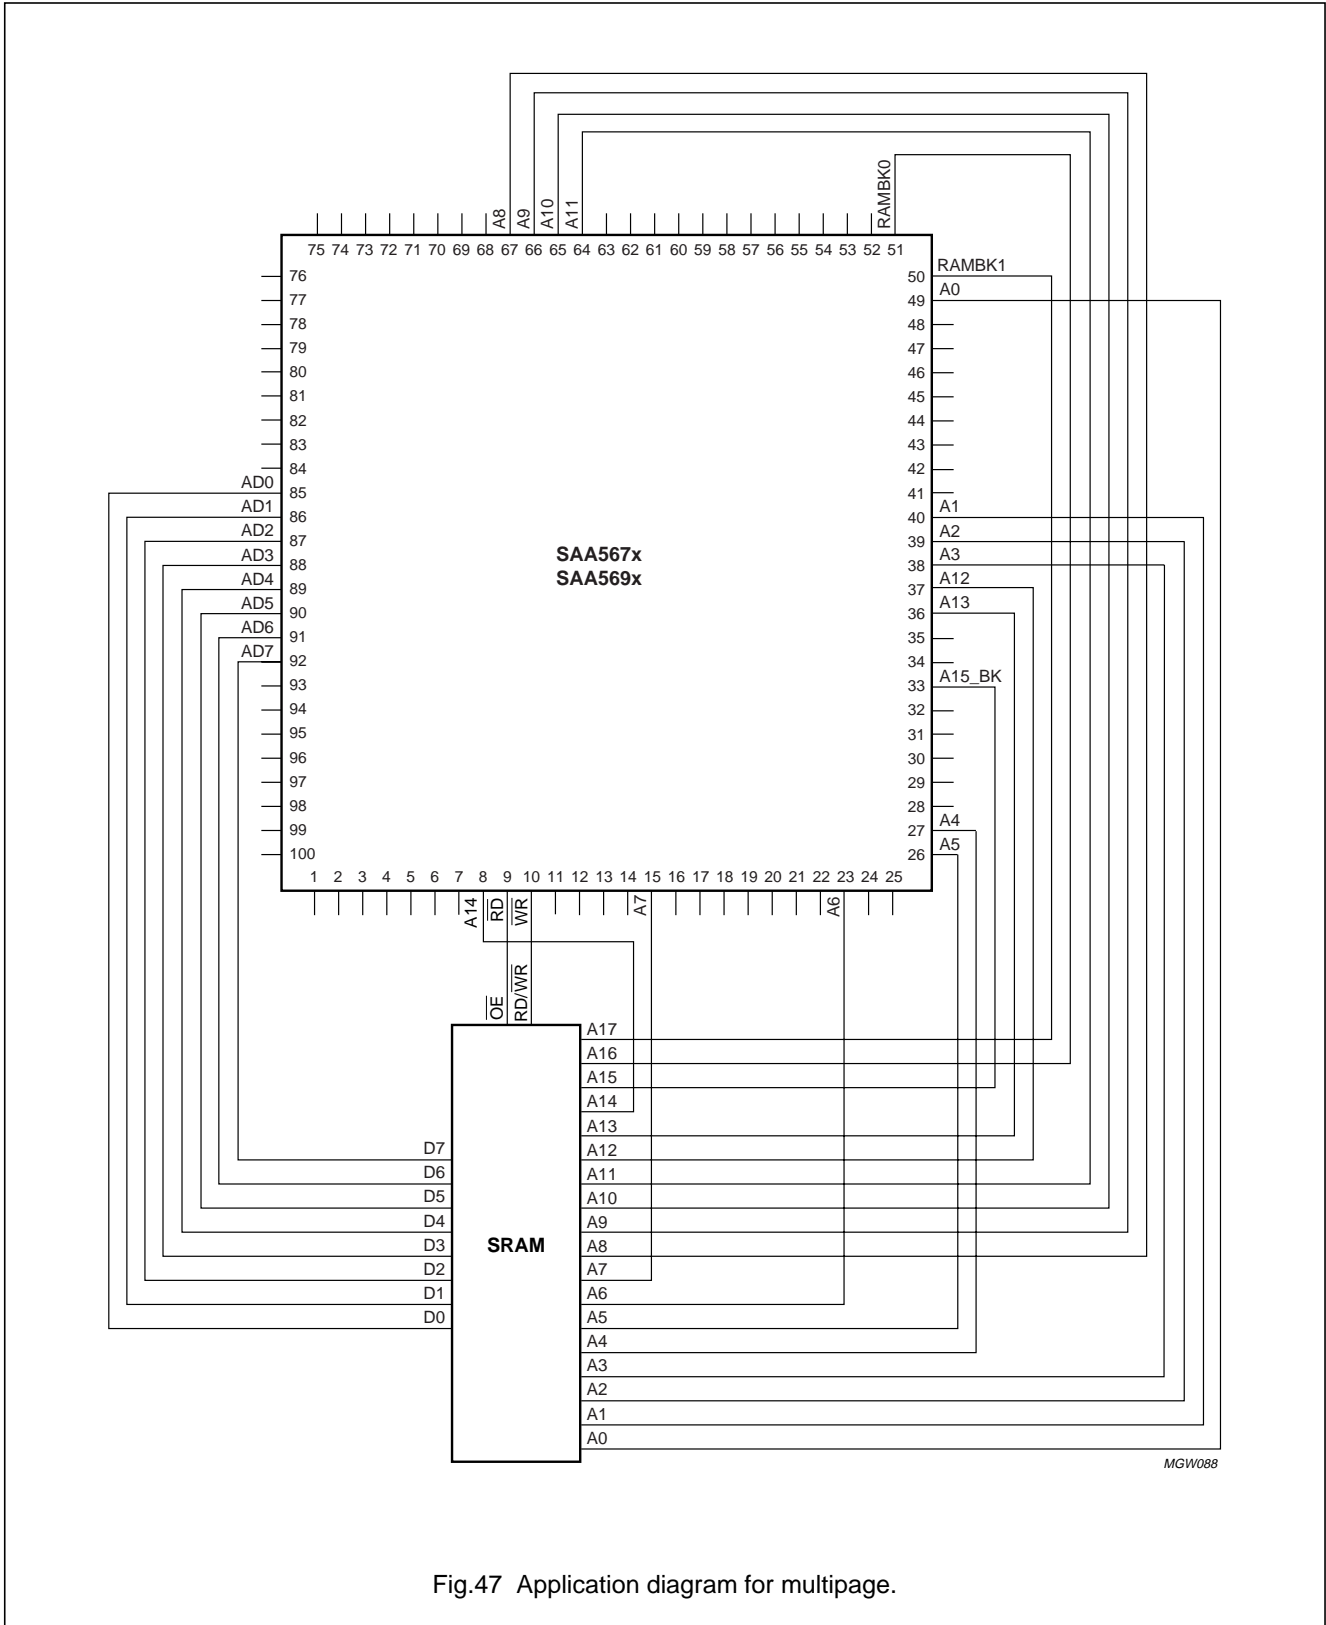 A8
A9
A10
A11
RAMBK0
75 74 73 72 71 70 69 68 67 66 65 64 63 62 61 60 59 58 57 56 55 54 53 52 51
76
77
78
79
80
81
82
83
84
AD0 85
AD1 86
AD2 87
AD3 88
AD4 89
AD5 90
AD6 91
AD7 92
93
94
95
96
97
98
99
100
SAA567x
SAA569x
50 RAMBK1
49 A0
48
47
46
45
44
43
42
41
40 A1
39 A2
38 A3
37 A12
36 A13
35
34
33 A15_BK
32
31
30
29
28
27 A4
26 A5
1 2 3 4 5 6 7 8 9 10 11 12 13 14 15 16 17 18 19 20 21 22 23 24 25
A14
RD
WR
A7
A6
OE
RD/WR
D7
D6
D5
D4
D3
D2
D1
D0
SRAM
A17
A16
A15
A14
A13
A12
A11
A10
A9
A8
A7
A6
A5
A4
A3
A2
A1
A0
MGW088
Fig.47 Application diagram for multipage.